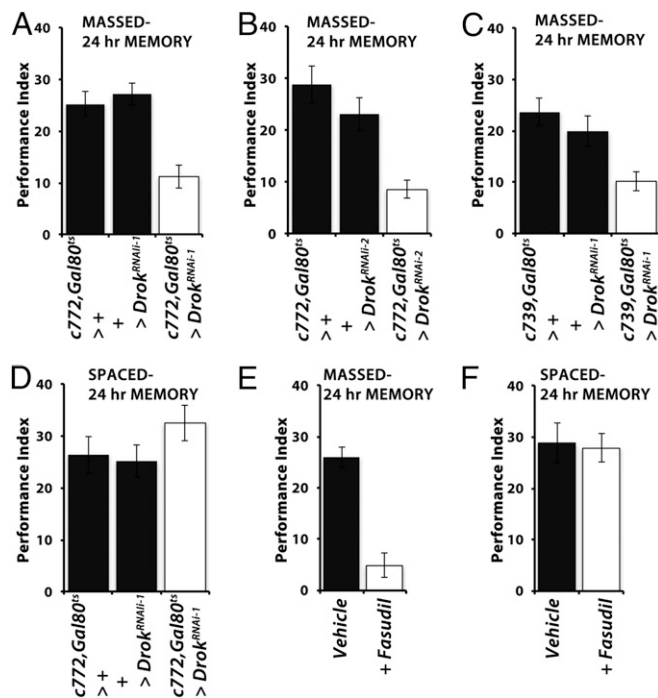 A
MASSED-
24 hr MEMORY
Performance Index
40
30
20
10
0
c772,Gal80ts
>+
+
> DrokRNAIi-1
c772,Gal80ts
> DrokRNAi-1
B
MASSED-
24 hr MEMORY
Performance Index
40
30
20
10
0
c772,Gal80ts
>+
+
> DrokRNAi-2
c772,Gal80ts
> DrokRNAi-2
C
MASSED-
24 hr MEMORY
Performance Index
40
30
20
10
0
c739,Gal80ts
>+
+
> DrokRNAi-1
c739,Gal80ts
> DrokRNAi-1
D
SPACED-
24 hr MEMORY
Performance Index
40
30
20
10
0
c772,Gal80ts
>+
+
> DrokRNAIi-1
c772,Gal80ts
> DrokRNAi-1
E
MASSED-
24 hr MEMORY
Performance Index
40
30
20
10
0
Vehicle
+ Fasudil
F
SPACED-
24 hr MEMORY
Performance Index
40
30
20
10
0
Vehicle
+ Fasudil